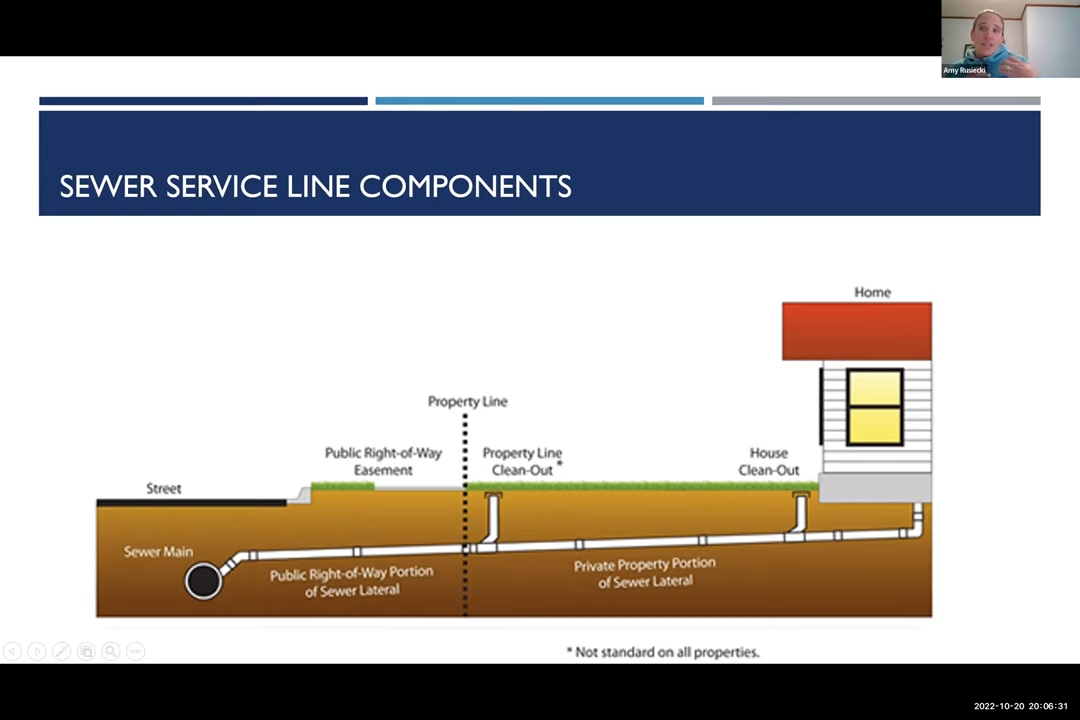 Amy Rusiecki
SEWER SERVICE LINE COMPONENTS
Home
Property Line
Public Right-of-Way
Easement
Property Line
Clean-Out *
House
Clean-Out
Street
Sewer Main
Public Right-of-Way Portion
of Sewer Lateral
Private Property Portion
of Sewer Lateral
* Not standard on all properties.
2022-10-20 20:06:31